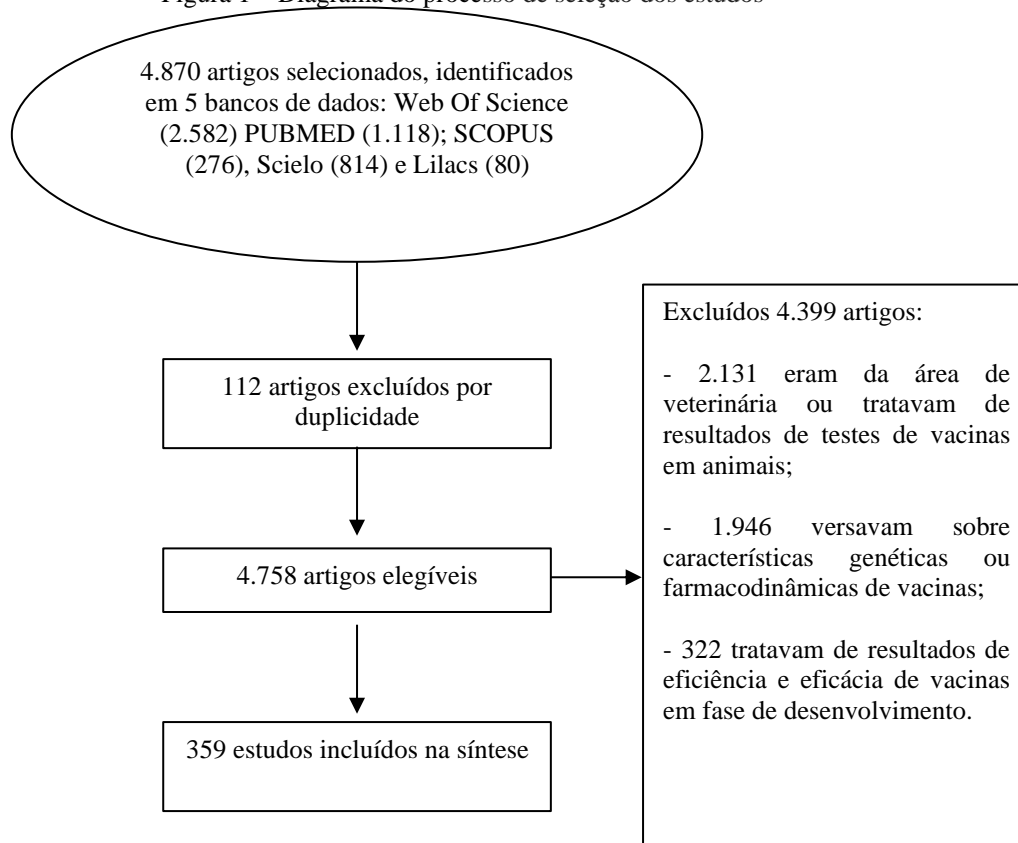 Figura 1 – Diagrama do processo de seleção dos estudos
4.870 artigos selecionados, identificados
em 5 bancos de dados: Web Of Science
(2.582) PUBMED (1.118); SCOPUS
(276), Scielo (814) e Lilacs (80)
112 artigos excluídos por
duplicidade
4.758 artigos elegíveis
359 estudos incluídos na síntese
Excluídos 4.399 artigos:
- 2.131 eram da área de
veterinária ou tratavam de
resultados de testes de vacinas
em animais;
- 1.946 versavam sobre
características genéticas ou
farmacodinâmicas de vacinas;
- 322 tratavam de resultados de
eficiência e eficácia de vacinas
em fase de desenvolvimento.